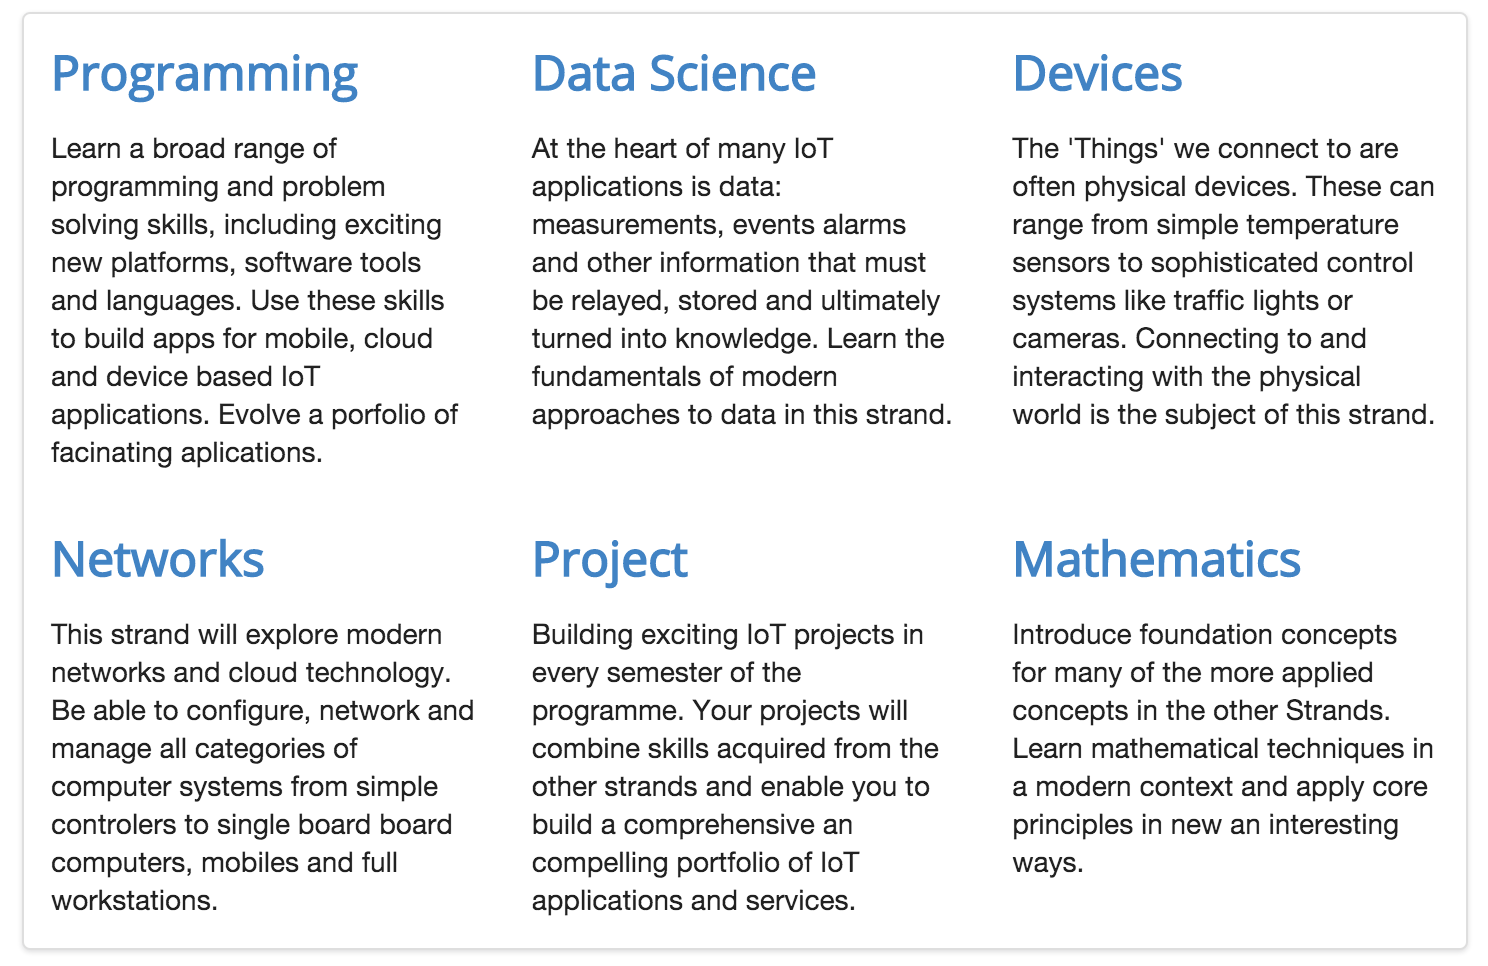 Programming
Learn a broad range of
programming and problem
solving skills, including exciting
new platforms, software tools
and languages. Use these skills
to build apps for mobile, cloud
and device based IoT
applications. Evolve a porfolio of
facinating aplications.
Data Science
At the heart of many IoT
applications is data:
measurements, events alarms
and other information that must
be relayed, stored and ultimately
turned into knowledge. Learn the
fundamentals of modern
approaches to data in this strand.
Devices
The 'Things' we connect to are
often physical devices. These can
range from simple temperature
sensors to sophisticated control
systems like traffic lights or
cameras. Connecting to and
interacting with the physical
world is the subject of this strand.
Networks
This strand will explore modern
networks and cloud technology.
Be able to configure, network and
manage all categories of
computer systems from simple
controlers to single board board
computers, mobiles and full
workstations.
Project
Building exciting IoT projects in
every semester of the
programme. Your projects will
combine skills acquired from the
other strands and enable you to
build a comprehensive an
compelling portfolio of IoT
applications and services.
Mathematics
Introduce foundation concepts
for many of the more applied
concepts in the other Strands.
Learn mathematical techniques in
a modern context and apply core
principles in new an interesting
ways.